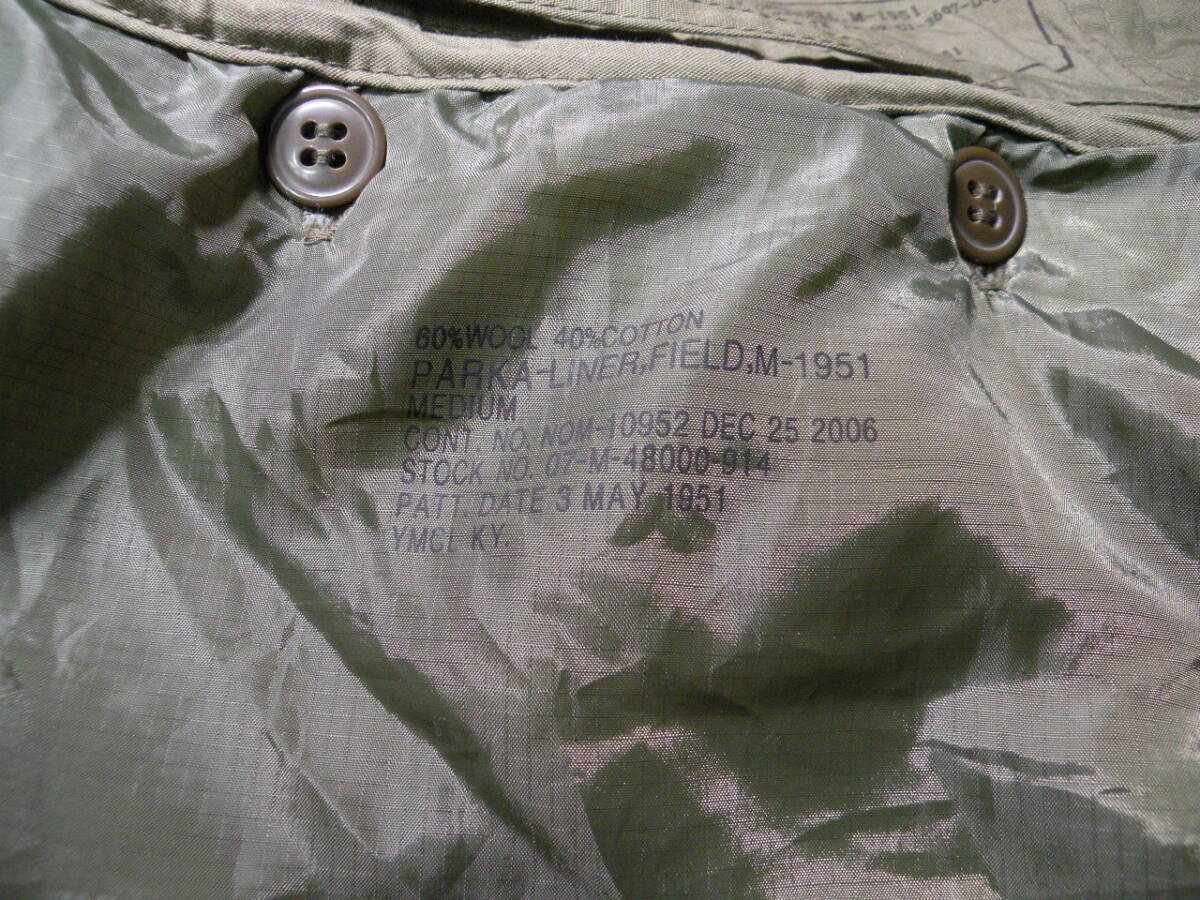 M-1951
60%WOOL 40%COTTON
PARKA-LINER,FIELD,M-1951
MEDIUM
CONT. NO. NOM-10952 DEC 25 2006
STOCK NO. 07-M-48000-914
PATT. DATE 3 MAY 1951
YMCL KY.